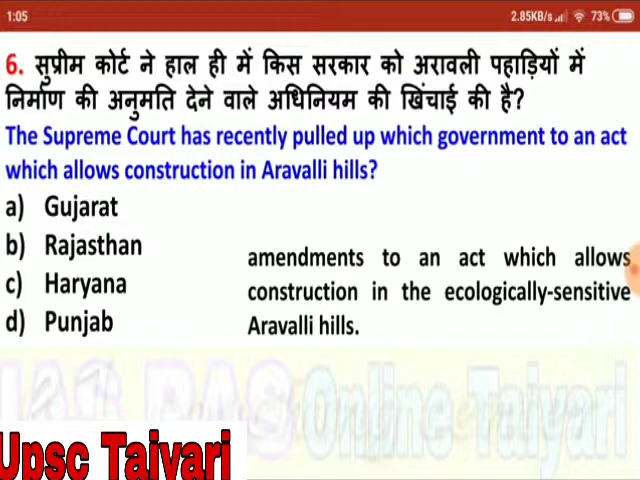 1:05 2.85KB/s 73%
6. सुप्रीम कोर्ट ने हाल ही में किस सरकार को अरावली पहाड़ियों में
निर्माण की अनुमति देने वाले अधिनियम की खिंचाई की है?
The Supreme Court has recently pulled up which government to an act
which allows construction in Aravalli hills?
a) Gujarat
b) Rajasthan
c) Haryana
d) Punjab
amendments to an act which allows
construction in the ecologically-sensitive
Aravalli hills.
IAS RAS Online Taiyari
Upsc Taivari